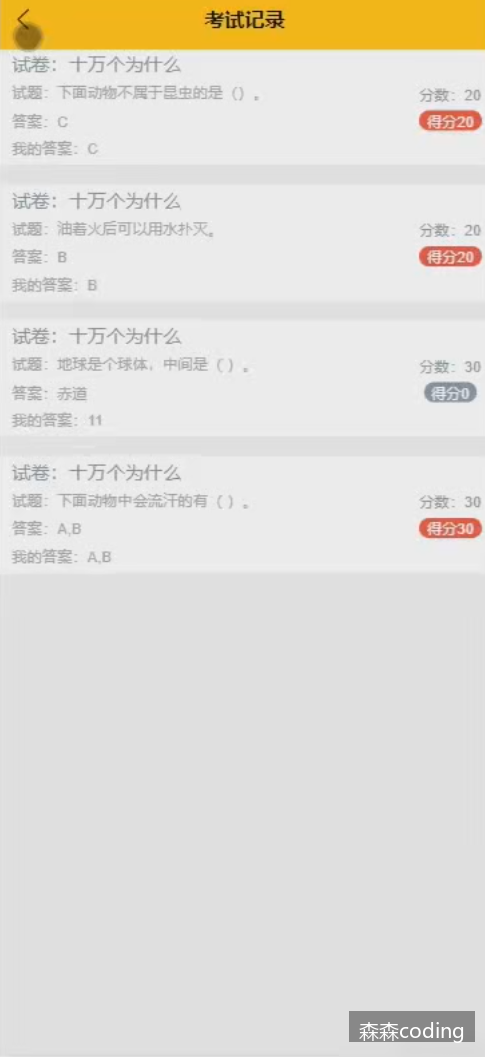 考试记录
试卷：十万个为什么
试题：下面动物不属于昆虫的是（）。
分数：20
答案：C
得分20
我的答案：C
试卷：十万个为什么
试题：油着火后可以用水扑灭。
分数：20
答案：B
得分20
我的答案：B
试卷：十万个为什么
试题：地球是个球体，中间是（ ）。
分数：30
答案：赤道
得分0
我的答案：11
试卷：十万个为什么
试题：下面动物中会流汗的有（ ）。
分数：30
答案：A,B
得分30
我的答案：A,B
森森coding